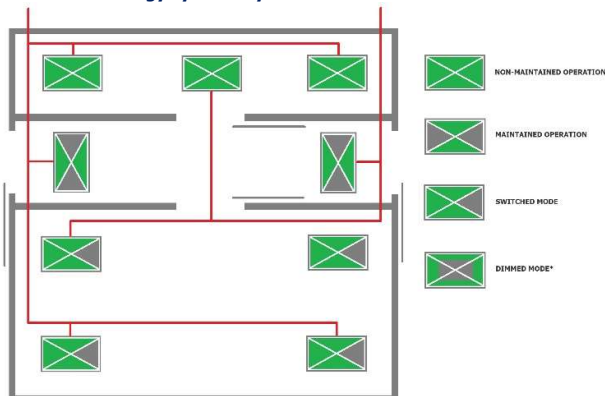 NON-MAINTAINED OPERATION
MAINTAINED OPERATION
SWITCHED MODE
DIMMED MODE*